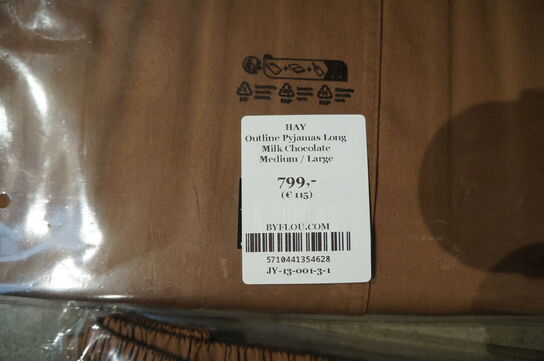 HAY
Outline Pyjamas Long
Milk Chocolate
Medium / Large
799,-
(€ 115)
BYFLOU.COM
5710441354628
JY-13-001-3-1